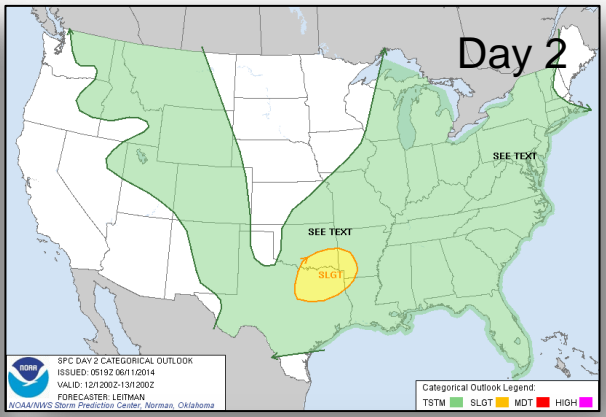 Day 2
SEE TEXT
SEE TEXT
SLGT
SPC DAY 2 CATEGORICAL OUTLOOK
ISSUED: 0519Z 06/11/2014
VALID: 12/1200Z-13/1200Z
FORECASTER: LEITMAN
NOAA/NWS Storm Prediction Center, Norman, Oklahoma
NOAA
Categorical Outlook Legend:
TSTM SLGT MDT HIGH